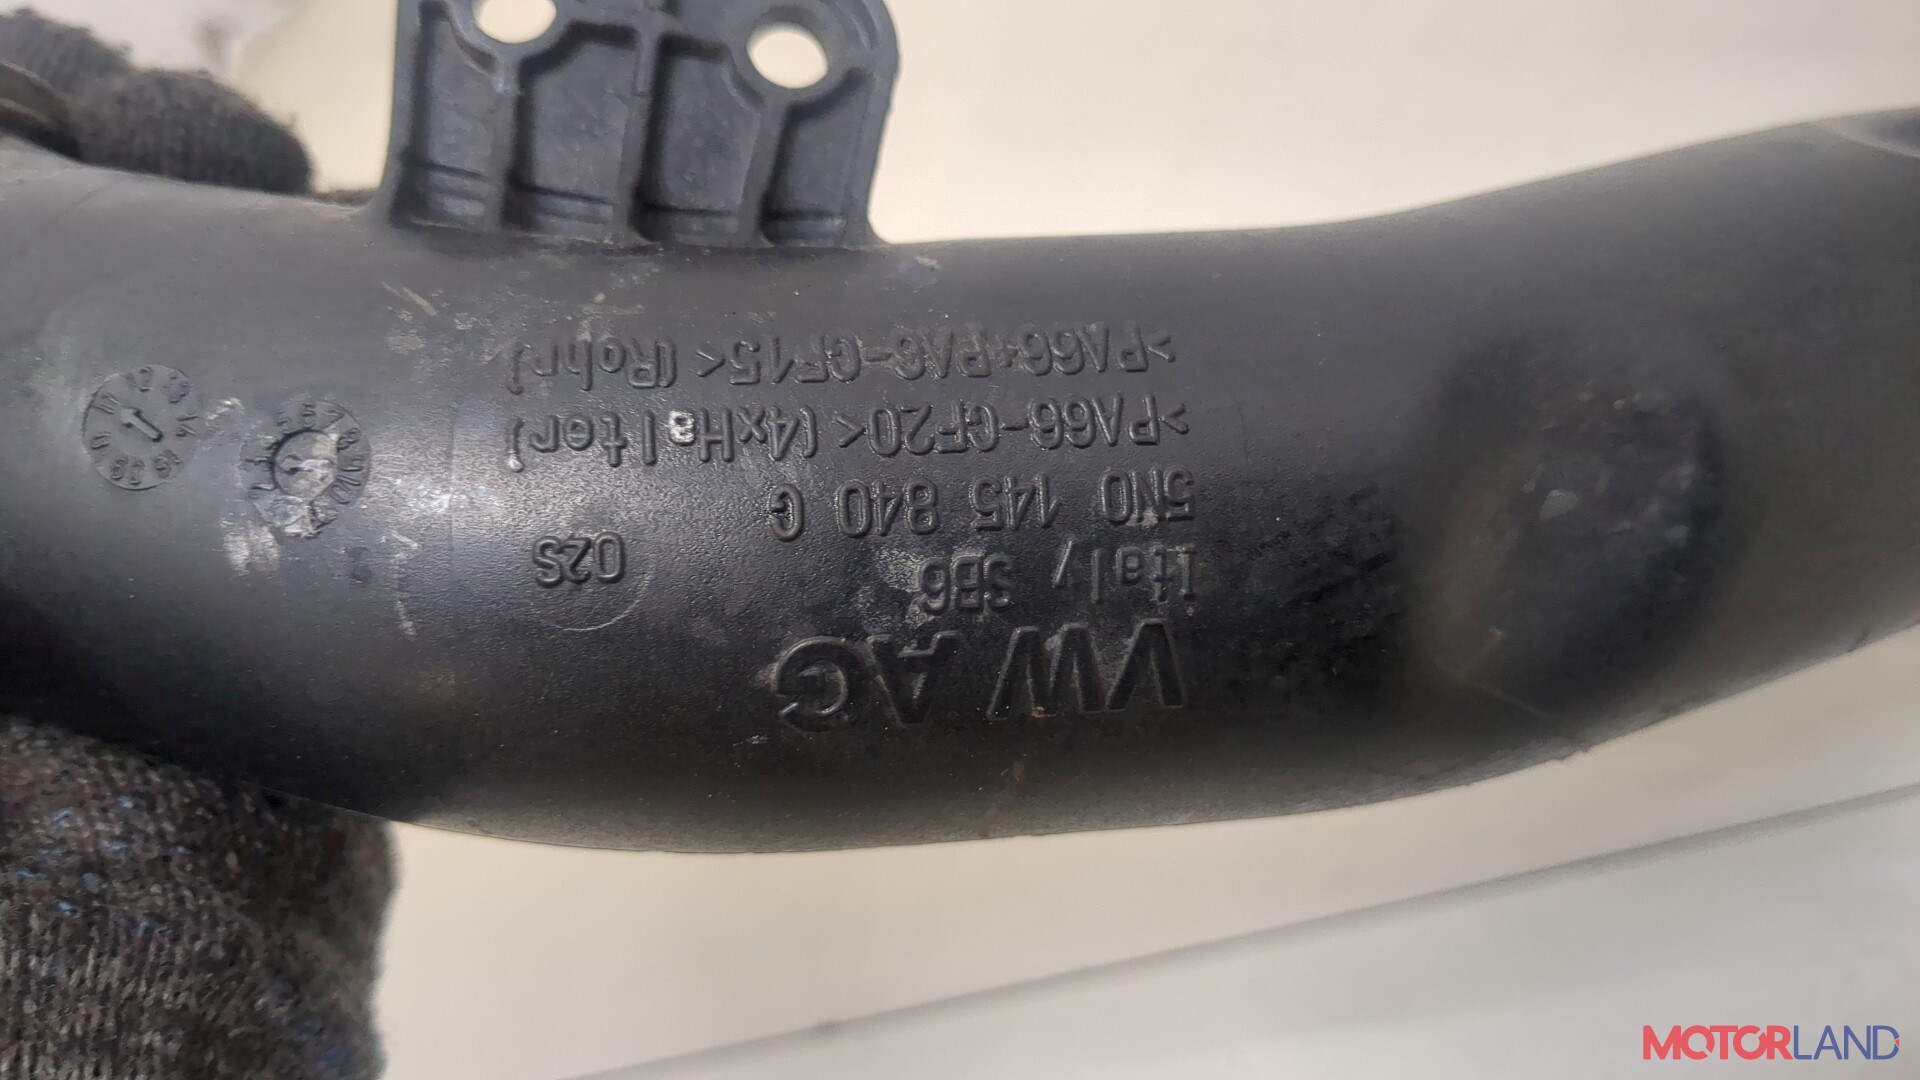 VW AG
Italy 3B6
02S
5N0 145 840 G
>PA66-GF20< (4xHalter)
>PA66+PA6-GF15< (Rohr)
MOTORLAND